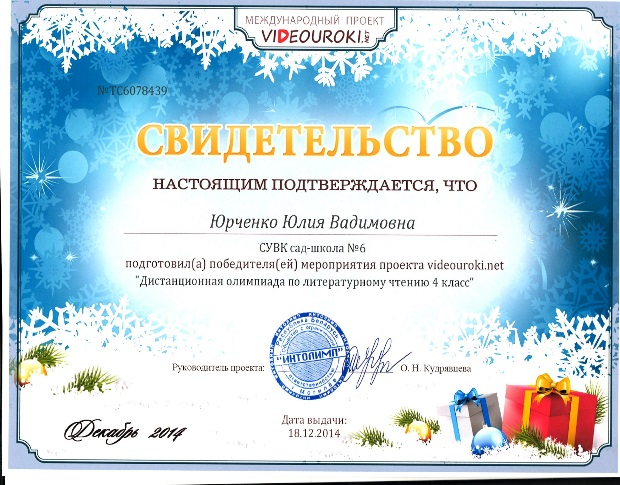 МЕЖДУНАРОДНЫЙ ПРОЕКТ
VIDEOUROKI.NET
№ТС6078439
СВИДЕТЕЛЬСТВО
НАСТОЯЩИМ ПОДТВЕРЖДАЕТСЯ, ЧТО
Юрченко Юлия Вадимовна
СУВК сад-школа №6
подготовил(а) победителя(ей) мероприятия проекта videouroki.net
"Дистанционная олимпиада по литературному чтению 4 класс"
"ИНТОЛИМП"
Руководитель проекта:
О. Н. Кудрявцева
Декабрь 2014
Дата выдачи:
18.12.2014